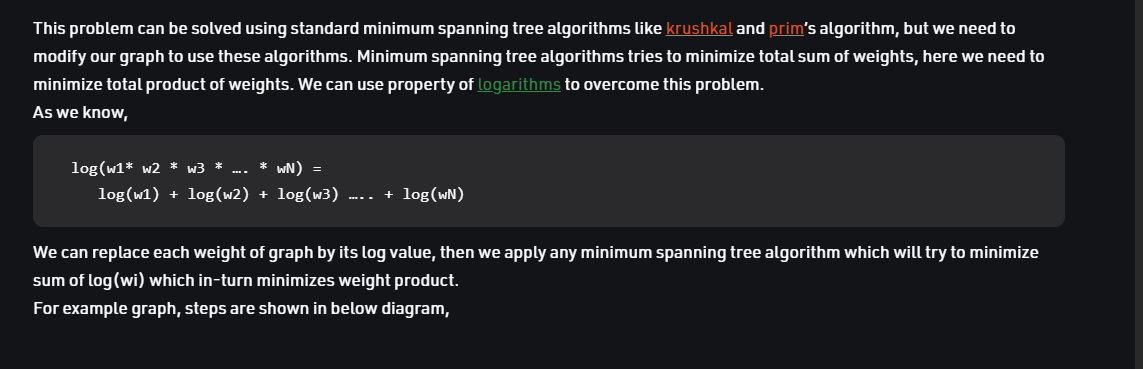 This problem can be solved using standard minimum spanning tree algorithms like krushkal and prim's algorithm, but we need to
modify our graph to use these algorithms. Minimum spanning tree algorithms tries to minimize total sum of weights, here we need to
minimize total product of weights. We can use property of logarithms to overcome this problem.
As we know,
log(w1* w2 * w3 * …. * wN) =
log(w1) + log(w2) + log(w3) ….. + log(wN)
We can replace each weight of graph by its log value, then we apply any minimum spanning tree algorithm which will try to minimize
sum of log(wi) which in-turn minimizes weight product.
For example graph, steps are shown in below diagram,